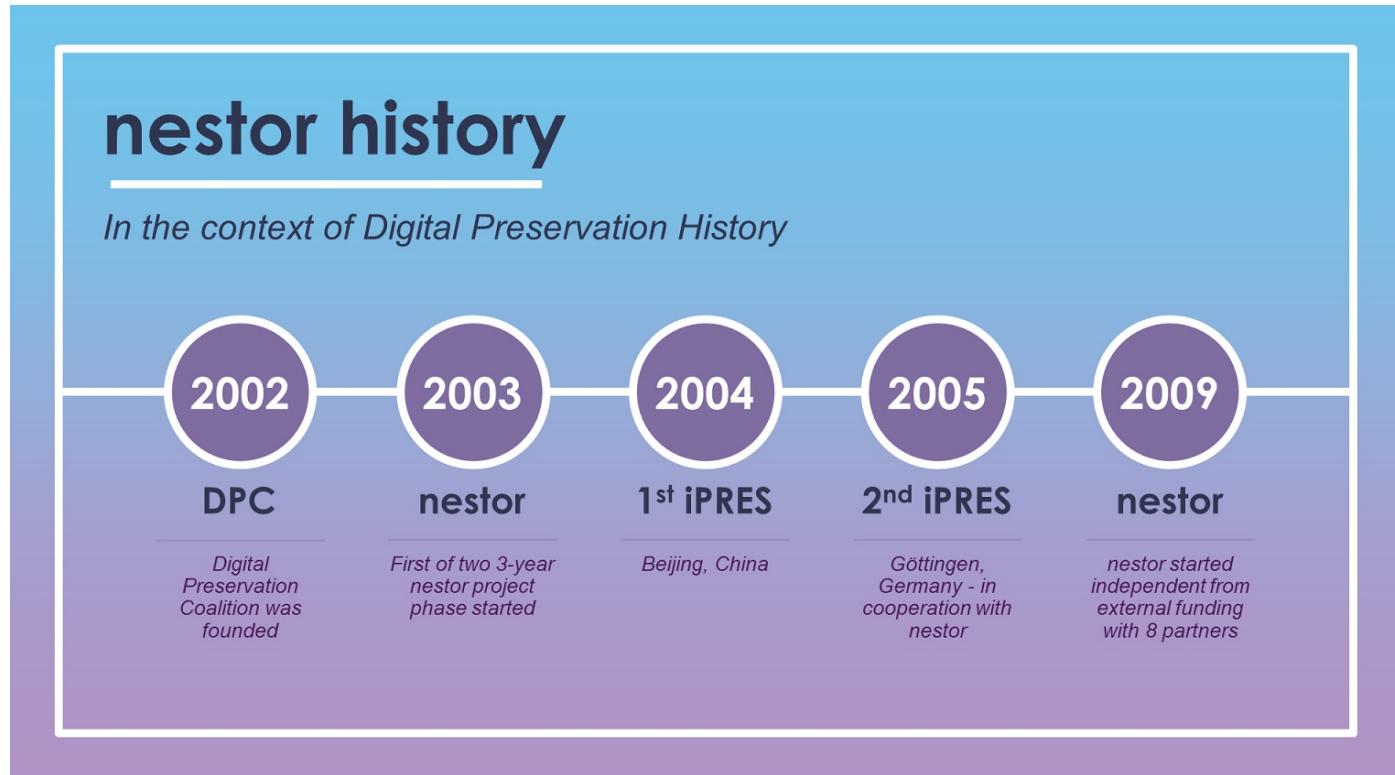 nestor history
In the context of Digital Preservation History
2002
DPC
Digital
Preservation
Coalition was
founded
2003
nestor
First of two 3-year
nestor project
phase started
2004
1st iPRES
Beijing, China
2005
2nd iPRES
Göttingen,
Germany - in
cooperation with
nestor
2009
nestor
nestor started
independent from
external funding
with 8 partners